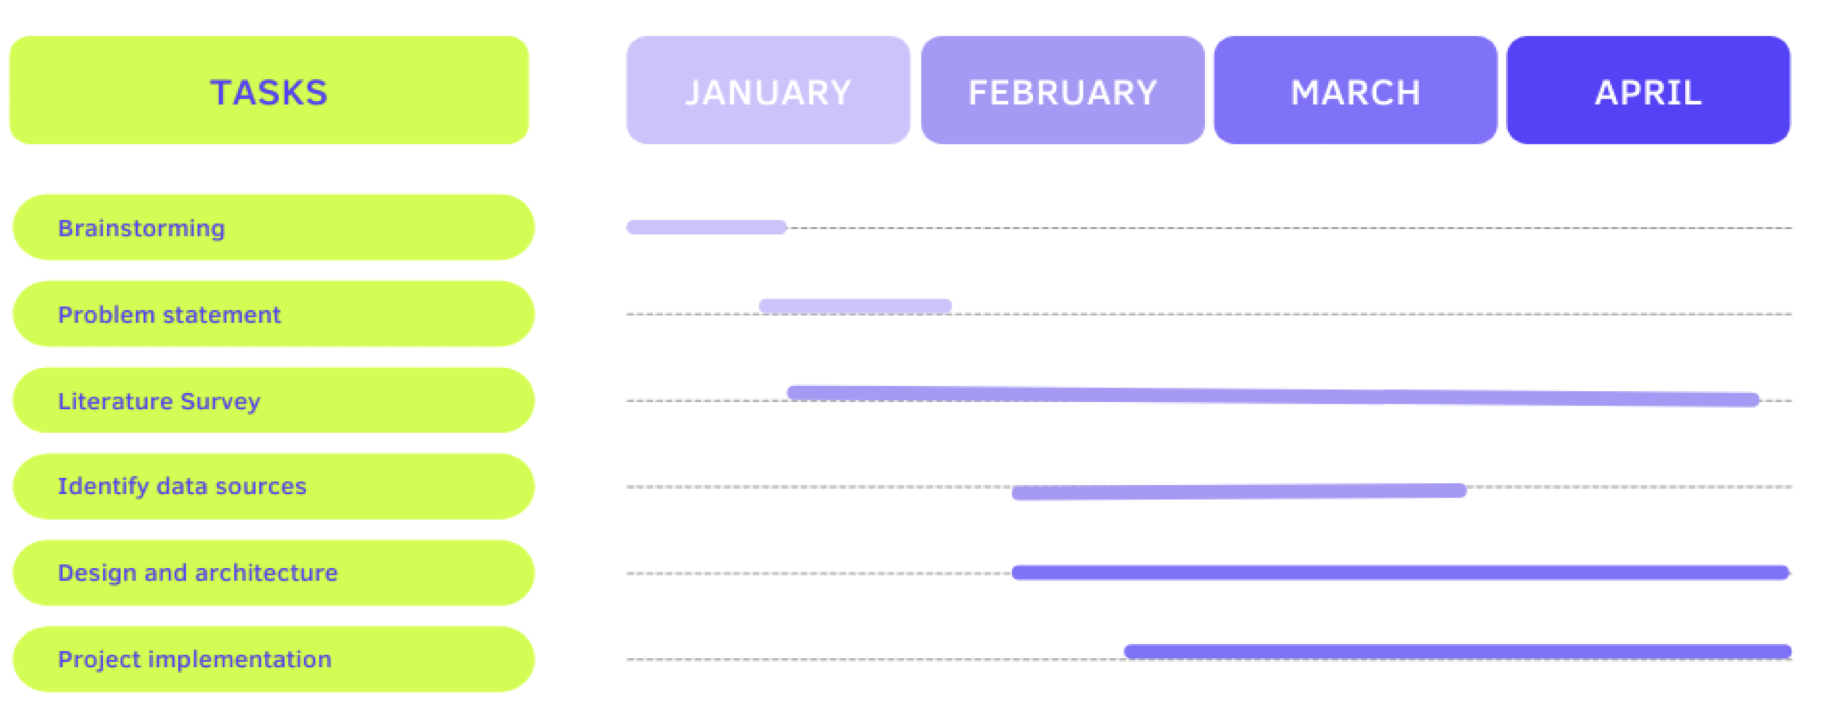 TASKS
JANUARY
FEBRUARY
MARCH
APRIL
Brainstorming
Problem statement
Literature Survey
Identify data sources
Design and architecture
Project implementation